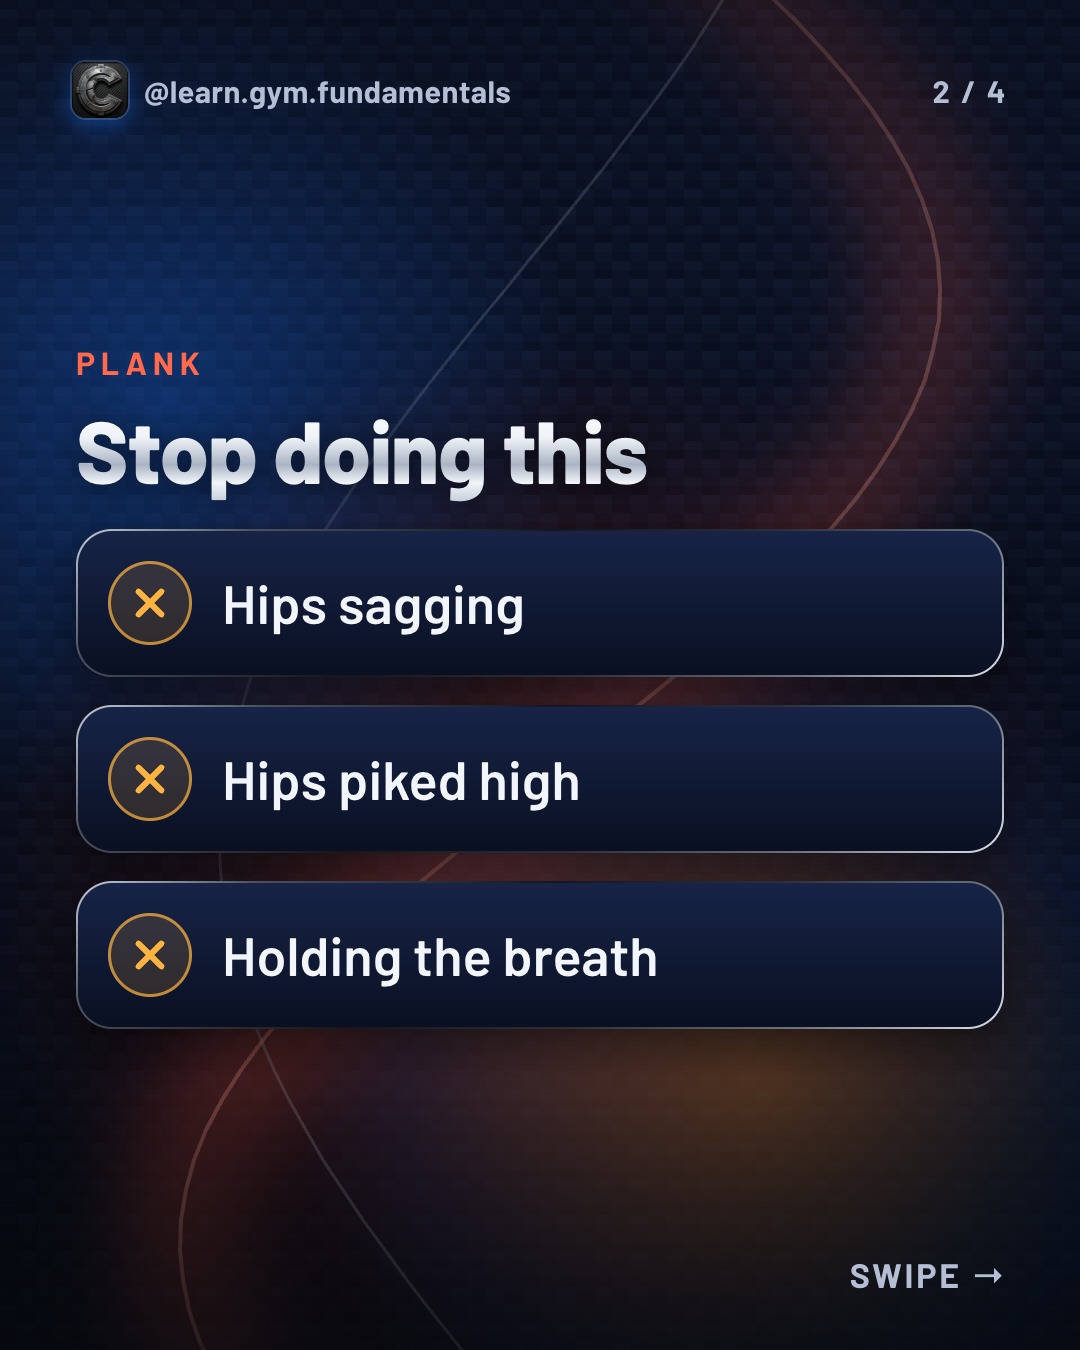 @learn.gym.fundamentals
2 / 4
PLANK
Stop doing this
Hips sagging
Hips piked high
Holding the breath
SWIPE →